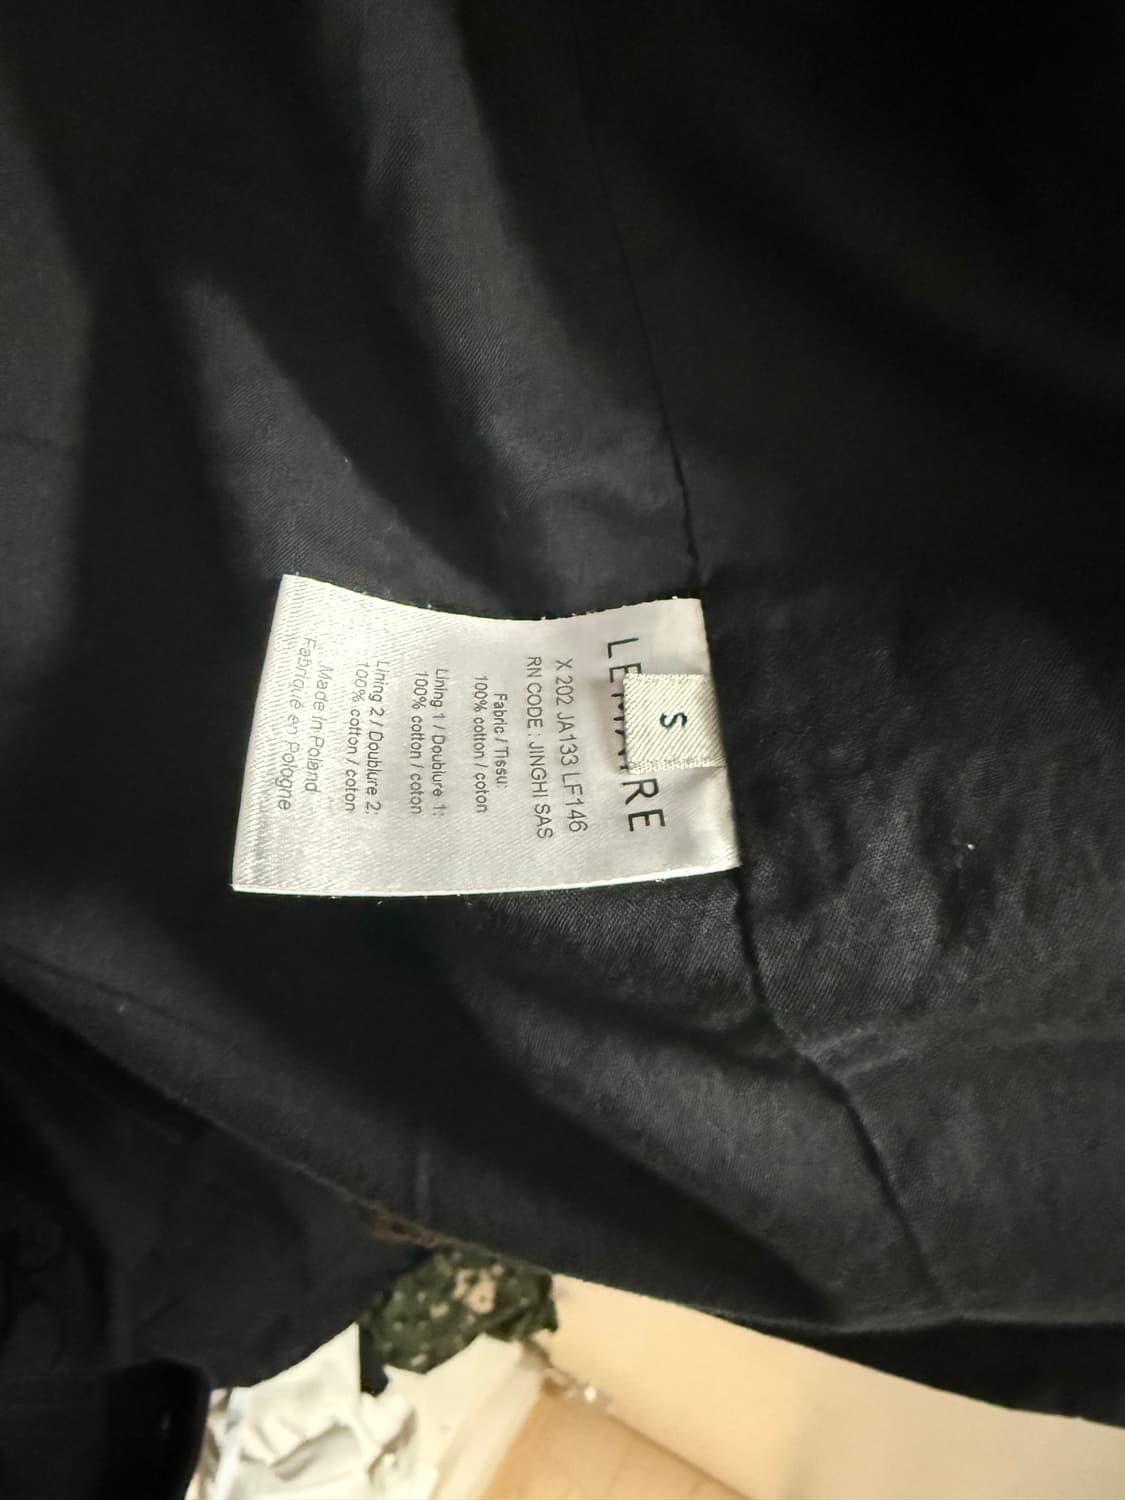 S
LEMAIRE
X 202 JA133 LF146
RN CODE : JINGHI SAS
Fabric / Tissu:
100% cotton / coton
Lining 1 / Doublure 1:
100% cotton / coton
Lining 2 / Doublure 2:
100% cotton / coton
Made in Poland
Fabriqué en Pologne